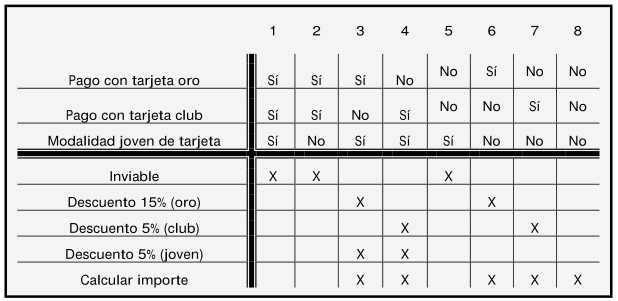 1 2 3 4 5 6 7 8
Pago con tarjeta oro Sí Sí Sí No No Sí No No
Pago con tarjeta club Sí Sí No Sí No No Sí No
Modalidad joven de tarjeta Sí No Sí Sí Sí No No No
Inviable X X X
Descuento 15% (oro) X X
Descuento 5% (club) X X
Descuento 5% (joven) X X
Calcular importe X X X X X